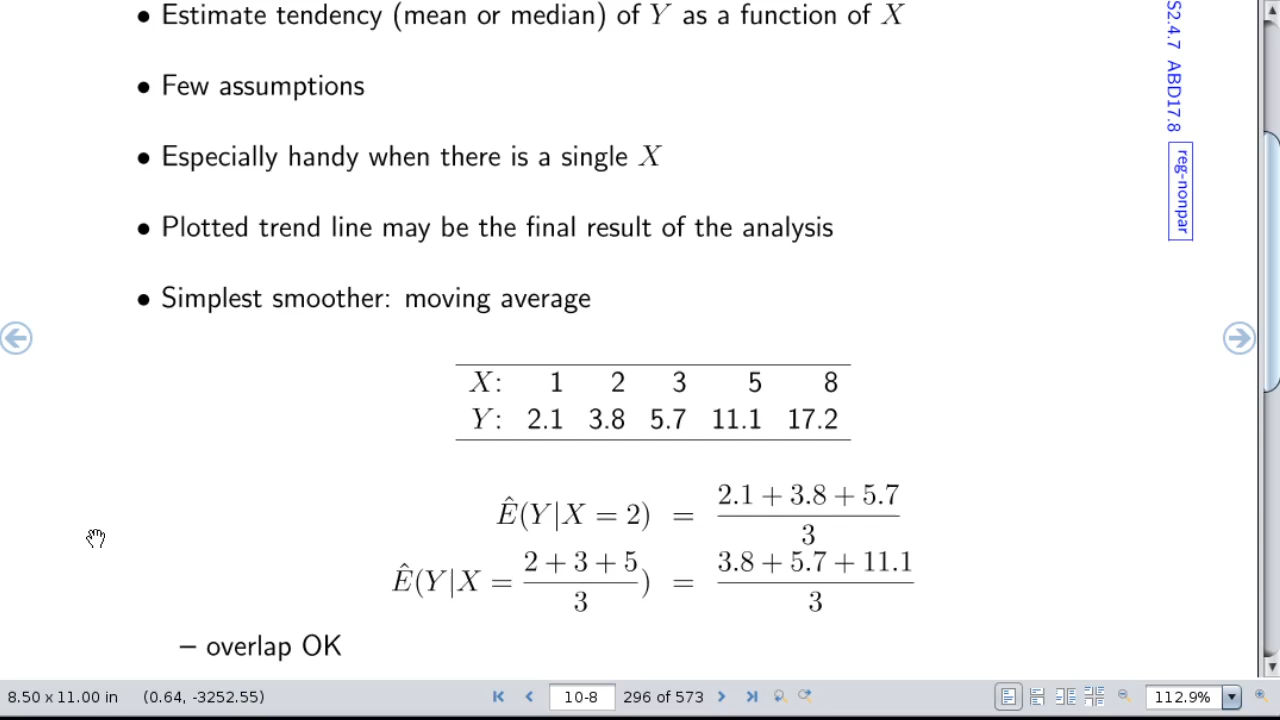 • Estimate tendency (mean or median) of Y as a function of X
• Few assumptions
• Especially handy when there is a single X
• Plotted trend line may be the final result of the analysis
• Simplest smoother: moving average
X: 1 2 3 5 8
Y: 2.1 3.8 5.7 11.1 17.2
Ê(Y|X = 2) = (2.1 + 3.8 + 5.7) / 3
Ê(Y|X = (2 + 3 + 5) / 3) = (3.8 + 5.7 + 11.1) / 3
– overlap OK
S2.4.7 ABD17.8
reg-nonpar
8.50 x 11.00 in (0.64, -3252.55) 10-8 296 of 573 112.9%